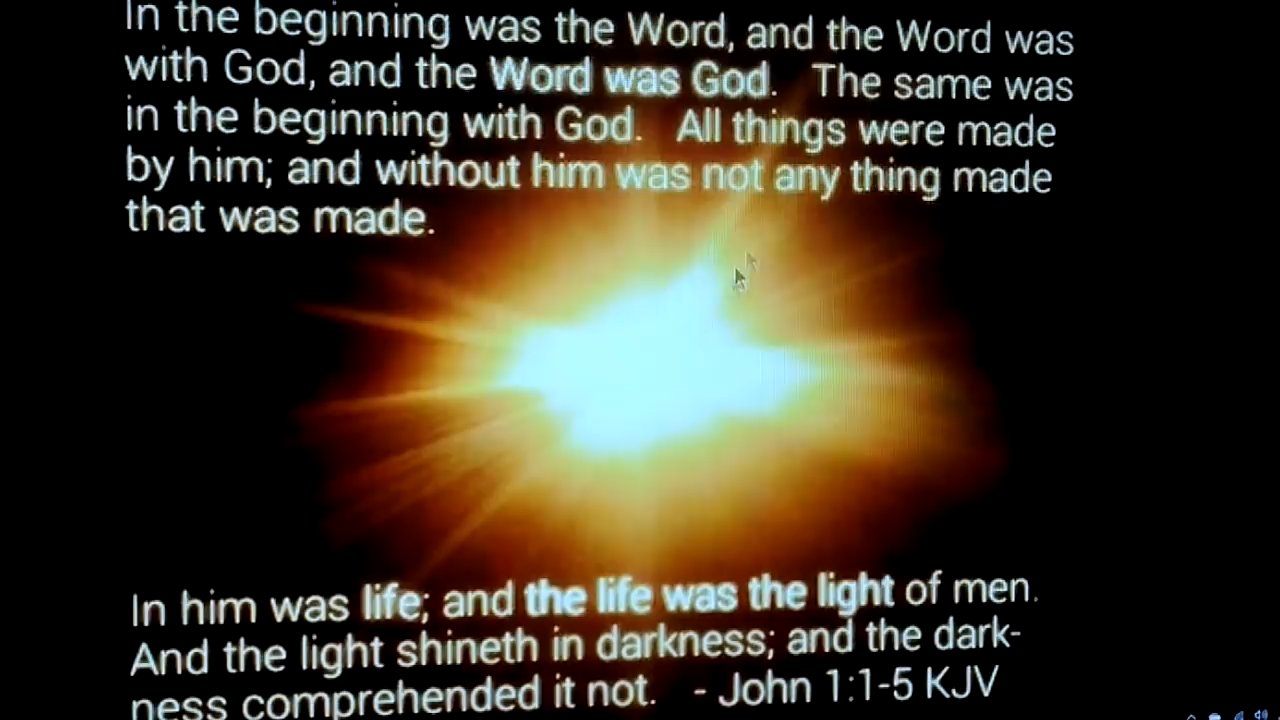 In the beginning was the Word, and the Word was
with God, and the Word was God. The same was
in the beginning with God. All things were made
by him; and without him was not any thing made
that was made.
In him was life; and the life was the light of men.
And the light shineth in darkness; and the dark-
ness comprehended it not. - John 1:1-5 KJV